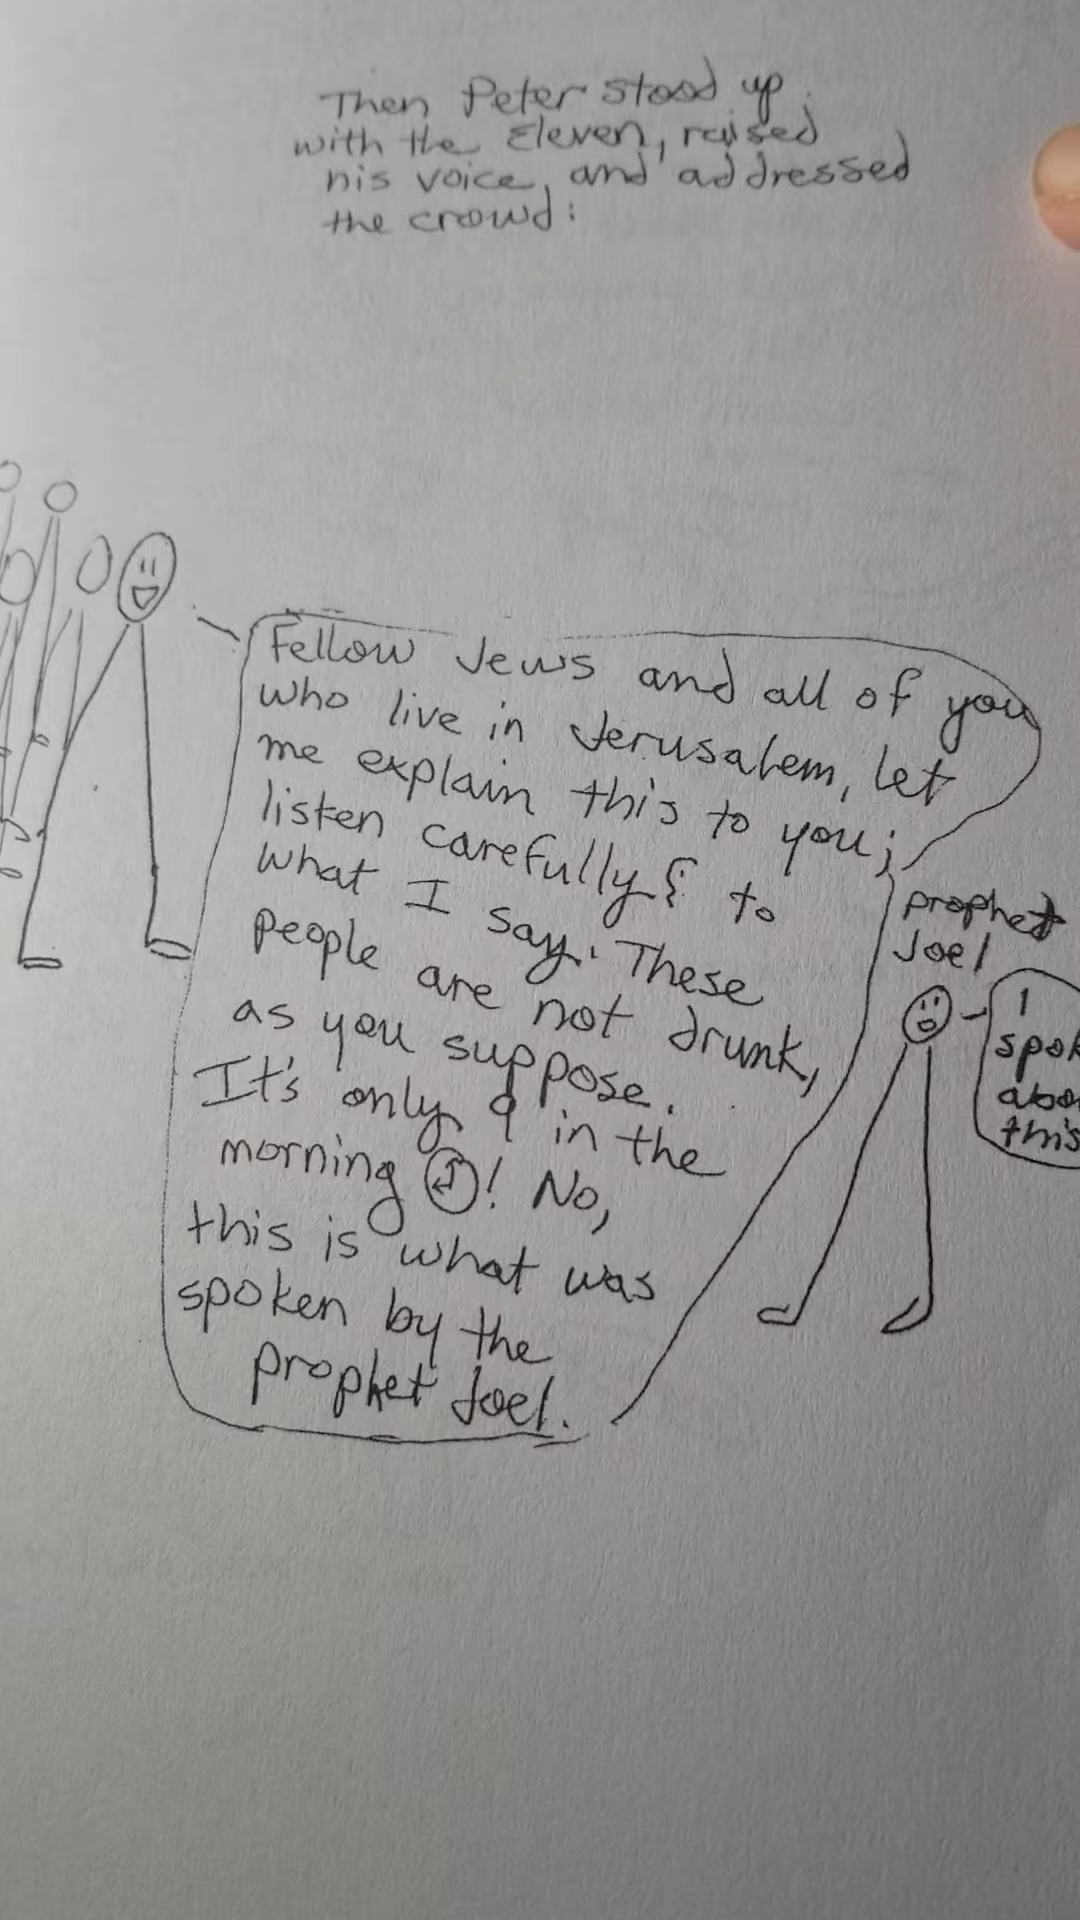 Then Peter stood up
with the Eleven, raised
his voice, and addressed
the crowd:
Fellow Jews and all of you
who live in Jerusalem, let
me explain this to you;
listen carefully & to
what I say. These
people are not drunk,
as you suppose.
It's only 9 in the
morning! No,
this is what was
spoken by the
prophet Joel.
prophet
Joel
I
spok
abou
this